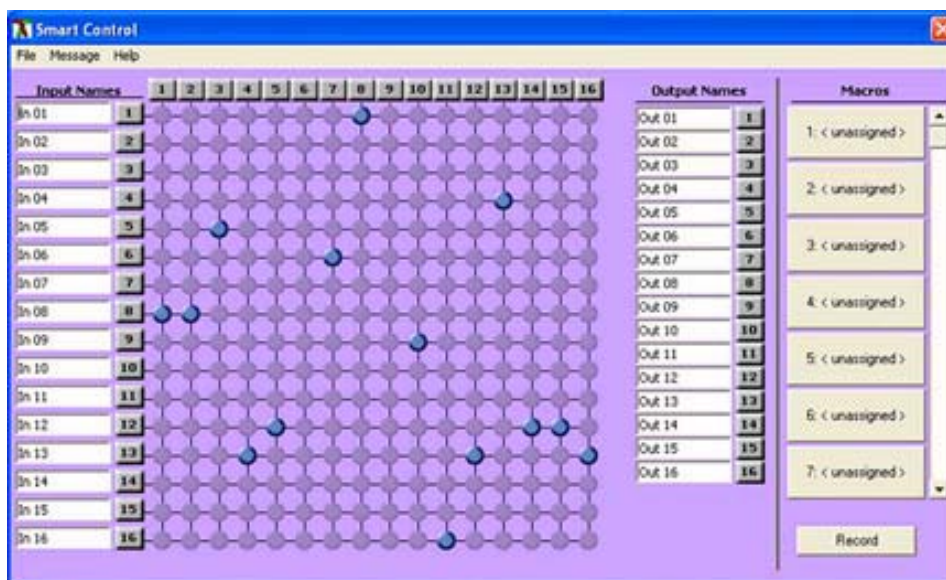 Smart Control
File Message Help
Input Names
1 2 3 4 5 6 7 8 9 10 11 12 13 14 15 16
Output Names
Macros
In 01 1
In 02 2
In 03 3
In 04 4
In 05 5
In 06 6
In 07 7
In 08 8
In 09 9
In 10 10
In 11 11
In 12 12
In 13 13
In 14 14
In 15 15
In 16 16
Out 01 1
Out 02 2
Out 03 3
Out 04 4
Out 05 5
Out 06 6
Out 07 7
Out 08 8
Out 09 9
Out 10 10
Out 11 11
Out 12 12
Out 13 13
Out 14 14
Out 15 15
Out 16 16
1: < unassigned >
2: < unassigned >
3: < unassigned >
4: < unassigned >
5: < unassigned >
6: < unassigned >
7: < unassigned >
Record